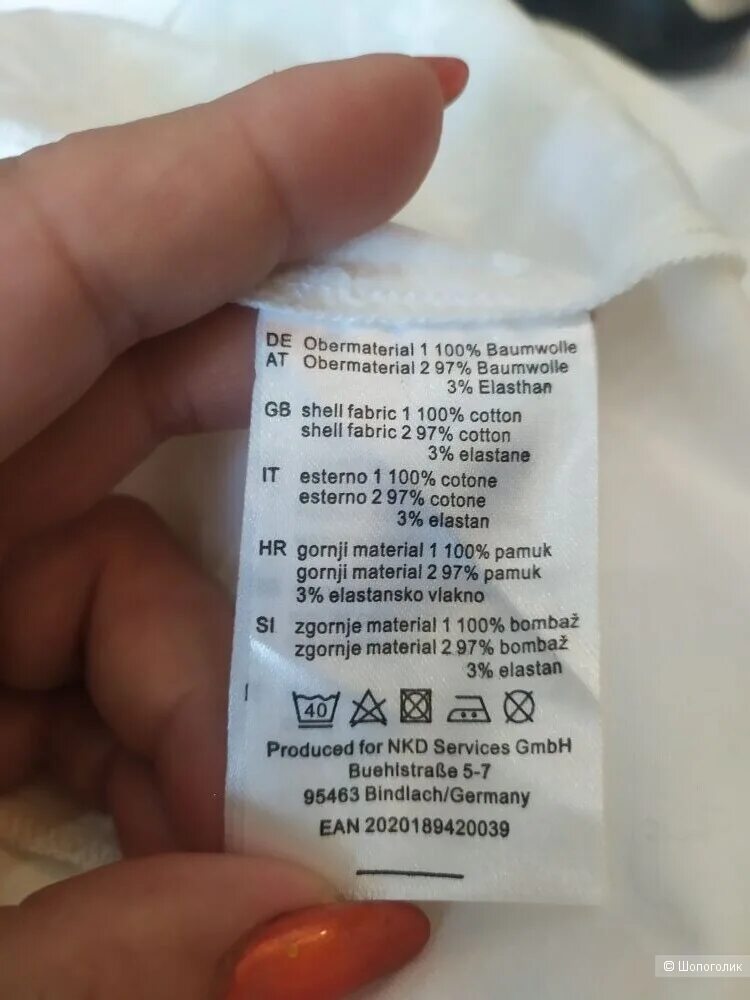 DE Obermaterial 1 100% Baumwolle
AT Obermaterial 2 97% Baumwolle
3% Elasthan
GB shell fabric 1 100% cotton
shell fabric 2 97% cotton
3% elastane
IT esterno 1 100% cotone
esterno 2 97% cotone
3% elastan
HR gornji material 1 100% pamuk
gornji material 2 97% pamuk
3% elastansko vlakno
SI zgornje material 1 100% bombaž
zgornje material 2 97% bombaž
3% elastan
40
Produced for NKD Services GmbH
Buehlstraße 5-7
95463 Bindlach/Germany
EAN 2020189420039
© Шопоголик